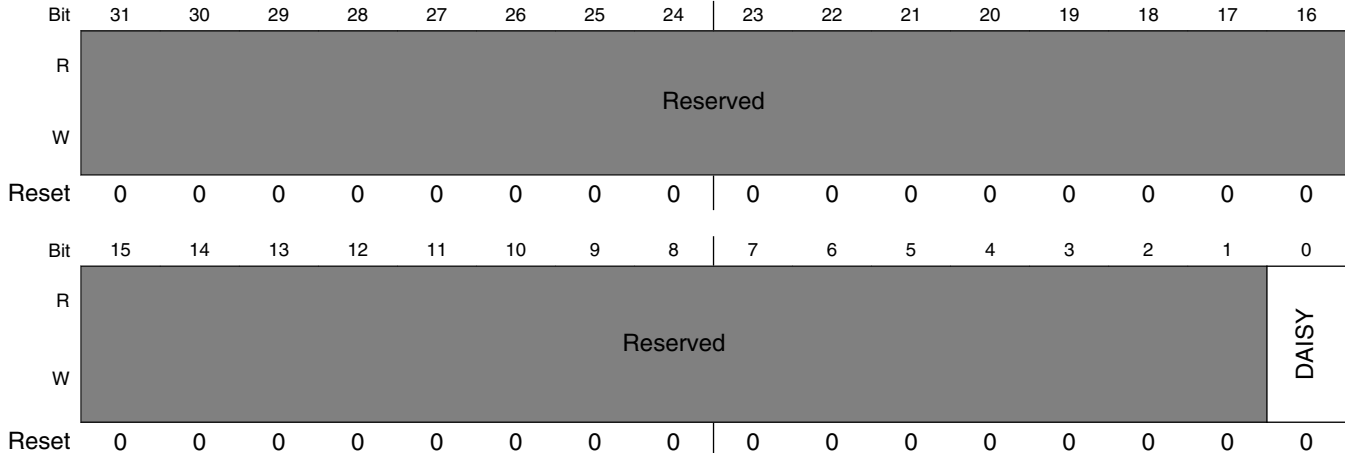 Bit 31 30 29 28 27 26 25 24 23 22 21 20 19 18 17 16
R
Reserved
W
Reset 0 0 0 0 0 0 0 0 0 0 0 0 0 0 0 0
Bit 15 14 13 12 11 10 9 8 7 6 5 4 3 2 1 0
R
Reserved
DAISY
W
Reset 0 0 0 0 0 0 0 0 0 0 0 0 0 0 0 0